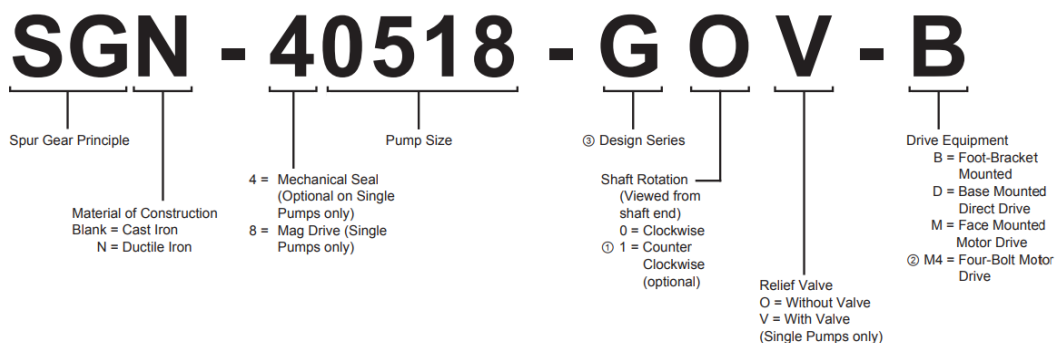 SGN - 40518 - GOV - B
Spur Gear Principle
Material of Construction
Blank = Cast Iron
N = Ductile Iron
4 = Mechanical Seal
(Optional on Single
Pumps only)
8 = Mag Drive (Single
Pumps only)
Pump Size
③ Design Series
Shaft Rotation
(Viewed from
shaft end)
0 = Clockwise
① 1 = Counter
Clockwise
(optional)
Relief Valve
O = Without Valve
V = With Valve
(Single Pumps only)
Drive Equipment
B = Foot-Bracket
Mounted
D = Base Mounted
Direct Drive
M = Face Mounted
Motor Drive
② M4 = Four-Bolt Motor
Drive